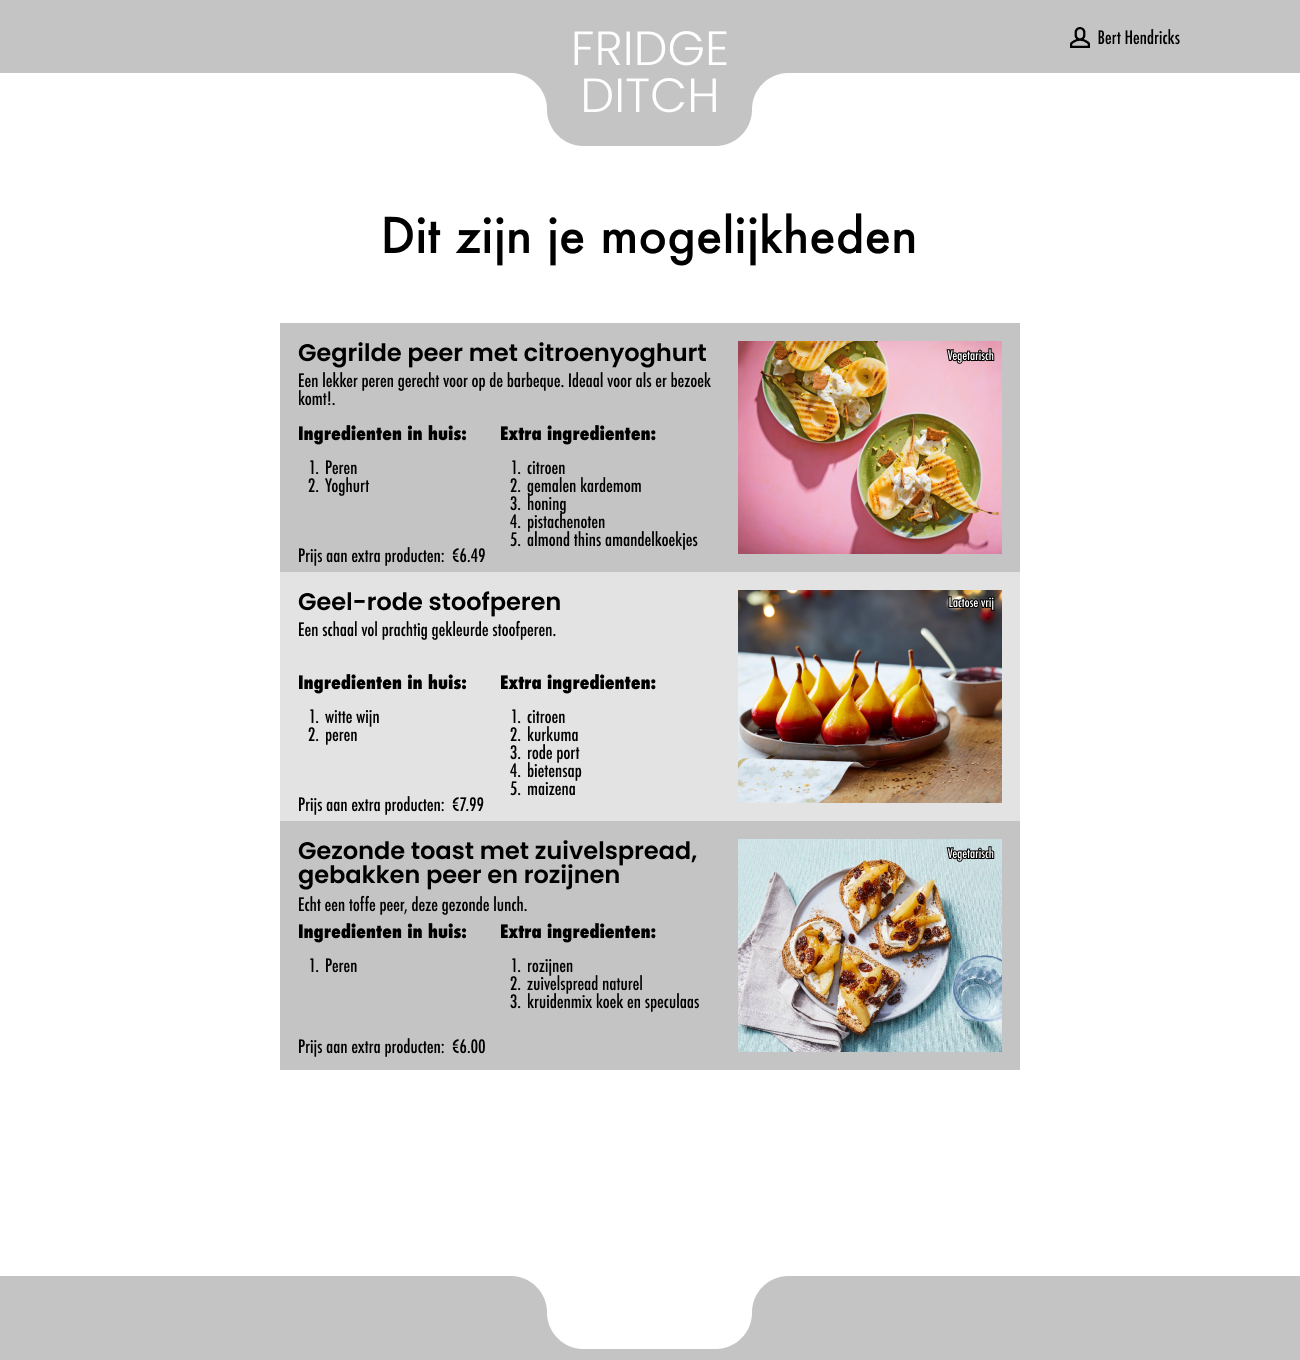 FRIDGE
DITCH
Bert Hendricks
Dit zijn je mogelijkheden
Gegrilde peer met citroenyoghurt
Een lekker peren gerecht voor op de barbeque. Ideaal voor als er bezoek
komt!.
Vegetarisch
Ingredienten in huis:
1. Peren
2. Yoghurt
Extra ingredienten:
1. citroen
2. gemalen kardemom
3. honing
4. pistachenoten
5. almond thins amandelkoekjes
Prijs aan extra producten: €6.49
Geel-rode stoofperen
Een schaal vol prachtig gekleurde stoofperen.
Lactose vrij
Ingredienten in huis:
1. witte wijn
2. peren
Extra ingredienten:
1. citroen
2. kurkuma
3. rode port
4. bietensap
5. maizena
Prijs aan extra producten: €7.99
Gezonde toast met zuivelspread,
gebakken peer en rozijnen
Echt een toffe peer, deze gezonde lunch.
Vegetarisch
Ingredienten in huis:
1. Peren
Extra ingredienten:
1. rozijnen
2. zuivelspread naturel
3. kruidenmix koek en speculaas
Prijs aan extra producten: €6.00